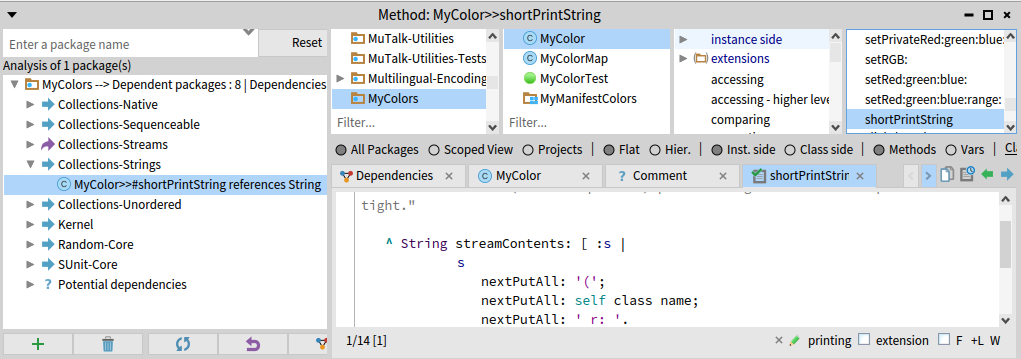 Method: MyColor>>shortPrintString
Enter a package name
Reset
Analysis of 1 package(s)
MyColors --> Dependent packages : 8 | Dependencies
Collections-Native
Collections-Sequenceable
Collections-Streams
Collections-Strings
MyColor>>#shortPrintString references String
Collections-Unordered
Kernel
Random-Core
SUnit-Core
? Potential dependencies
MuTalk-Utilities
MuTalk-Utilities-Tests
Multilingual-Encoding
MyColors
Filter...
MyColor
MyColorMap
MyColorTest
MyManifestColors
Filter...
instance side
extensions
accessing
accessing - higher leve
comparing
setPrivateRed:green:blue:
setRGB:
setRed:green:blue:
setRed:green:blue:range:
shortPrintString
All Packages Scoped View Projects | Flat Hier. | Inst. side Class side | Methods Vars | Cl
Dependencies × MyColor × ? Comment × shortPrintStrir ×
tight."
^ String streamContents: [ :s |
s
nextPutAll: '(';
nextPutAll: self class name;
nextPutAll: ' r: '.
1/14 [1]
printing extension F +L W